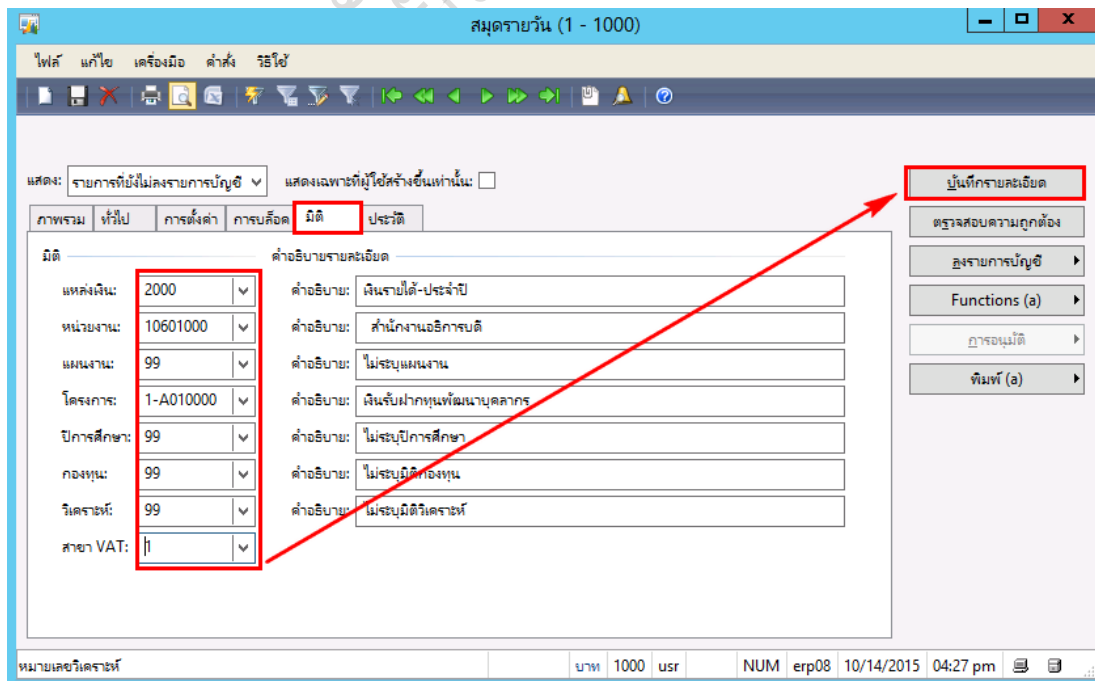 สมุดรายวัน (1 - 1000)
ไฟล์ แก้ไข เครื่องมือ คำสั่ง วิธีใช้
แสดง: รายการที่ยังไม่ลงรายการบัญชี แสดงเฉพาะที่ผู้ใช้สร้างขึ้นเท่านั้น:
บันทึกรายละเอียด
ภาพรวม ทั่วไป การตั้งค่า การบล็อค มิติ ประวัติ
ตรวจสอบความถูกต้อง
มิติ คำอธิบายรายละเอียด
ลงรายการบัญชี
แหล่งเงิน: 2000 คำอธิบาย: เงินรายได้-ประจำปี
Functions (a)
หน่วยงาน: 10601000 คำอธิบาย: สำนักงานอธิการบดี
การอนุมัติ
แผนงาน: 99 คำอธิบาย: ไม่ระบุแผนงาน
พิมพ์ (a)
โครงการ: 1-A010000 คำอธิบาย: เงินรับฝากทุนพัฒนาบุคลากร
ปีการศึกษา: 99 คำอธิบาย: ไม่ระบุปีการศึกษา
กองทุน: 99 คำอธิบาย: ไม่ระบุมิติกองทุน
วิเคราะห์: 99 คำอธิบาย: ไม่ระบุมิติวิเคราะห์
สาขา VAT: 1
หมายเลขวิเคราะห์ บาท 1000 usr NUM erp08 10/14/2015 04:27 pm